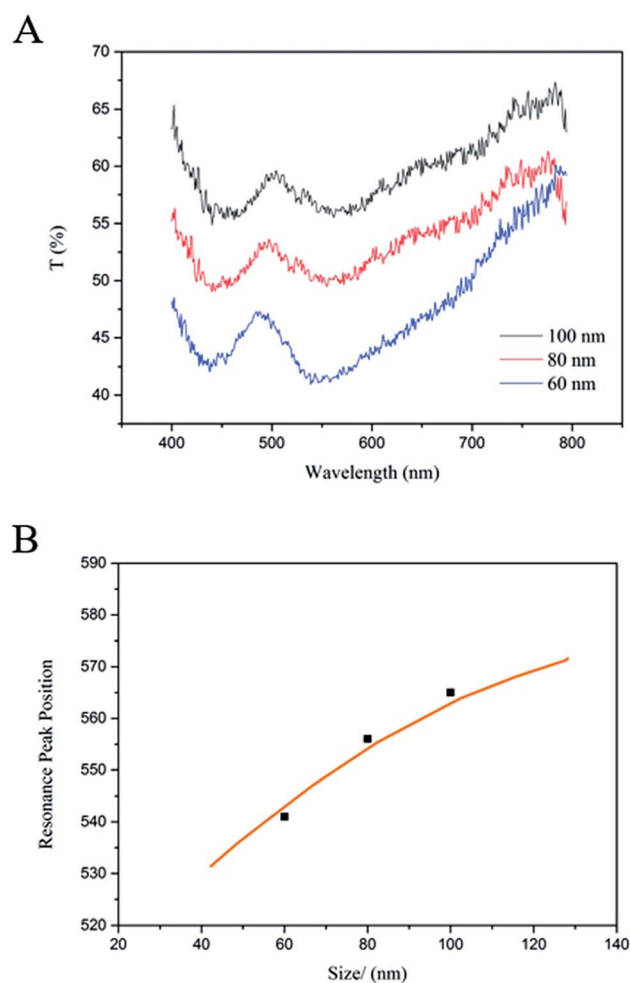 A
70
65
60
55
50
45
40
T (%)
100 nm
80 nm
60 nm
400 500 600 700 800
Wavelength (nm)
B
590
580
570
560
550
540
530
520
Resonance Peak Position
20 40 60 80 100 120 140
Size/ (nm)